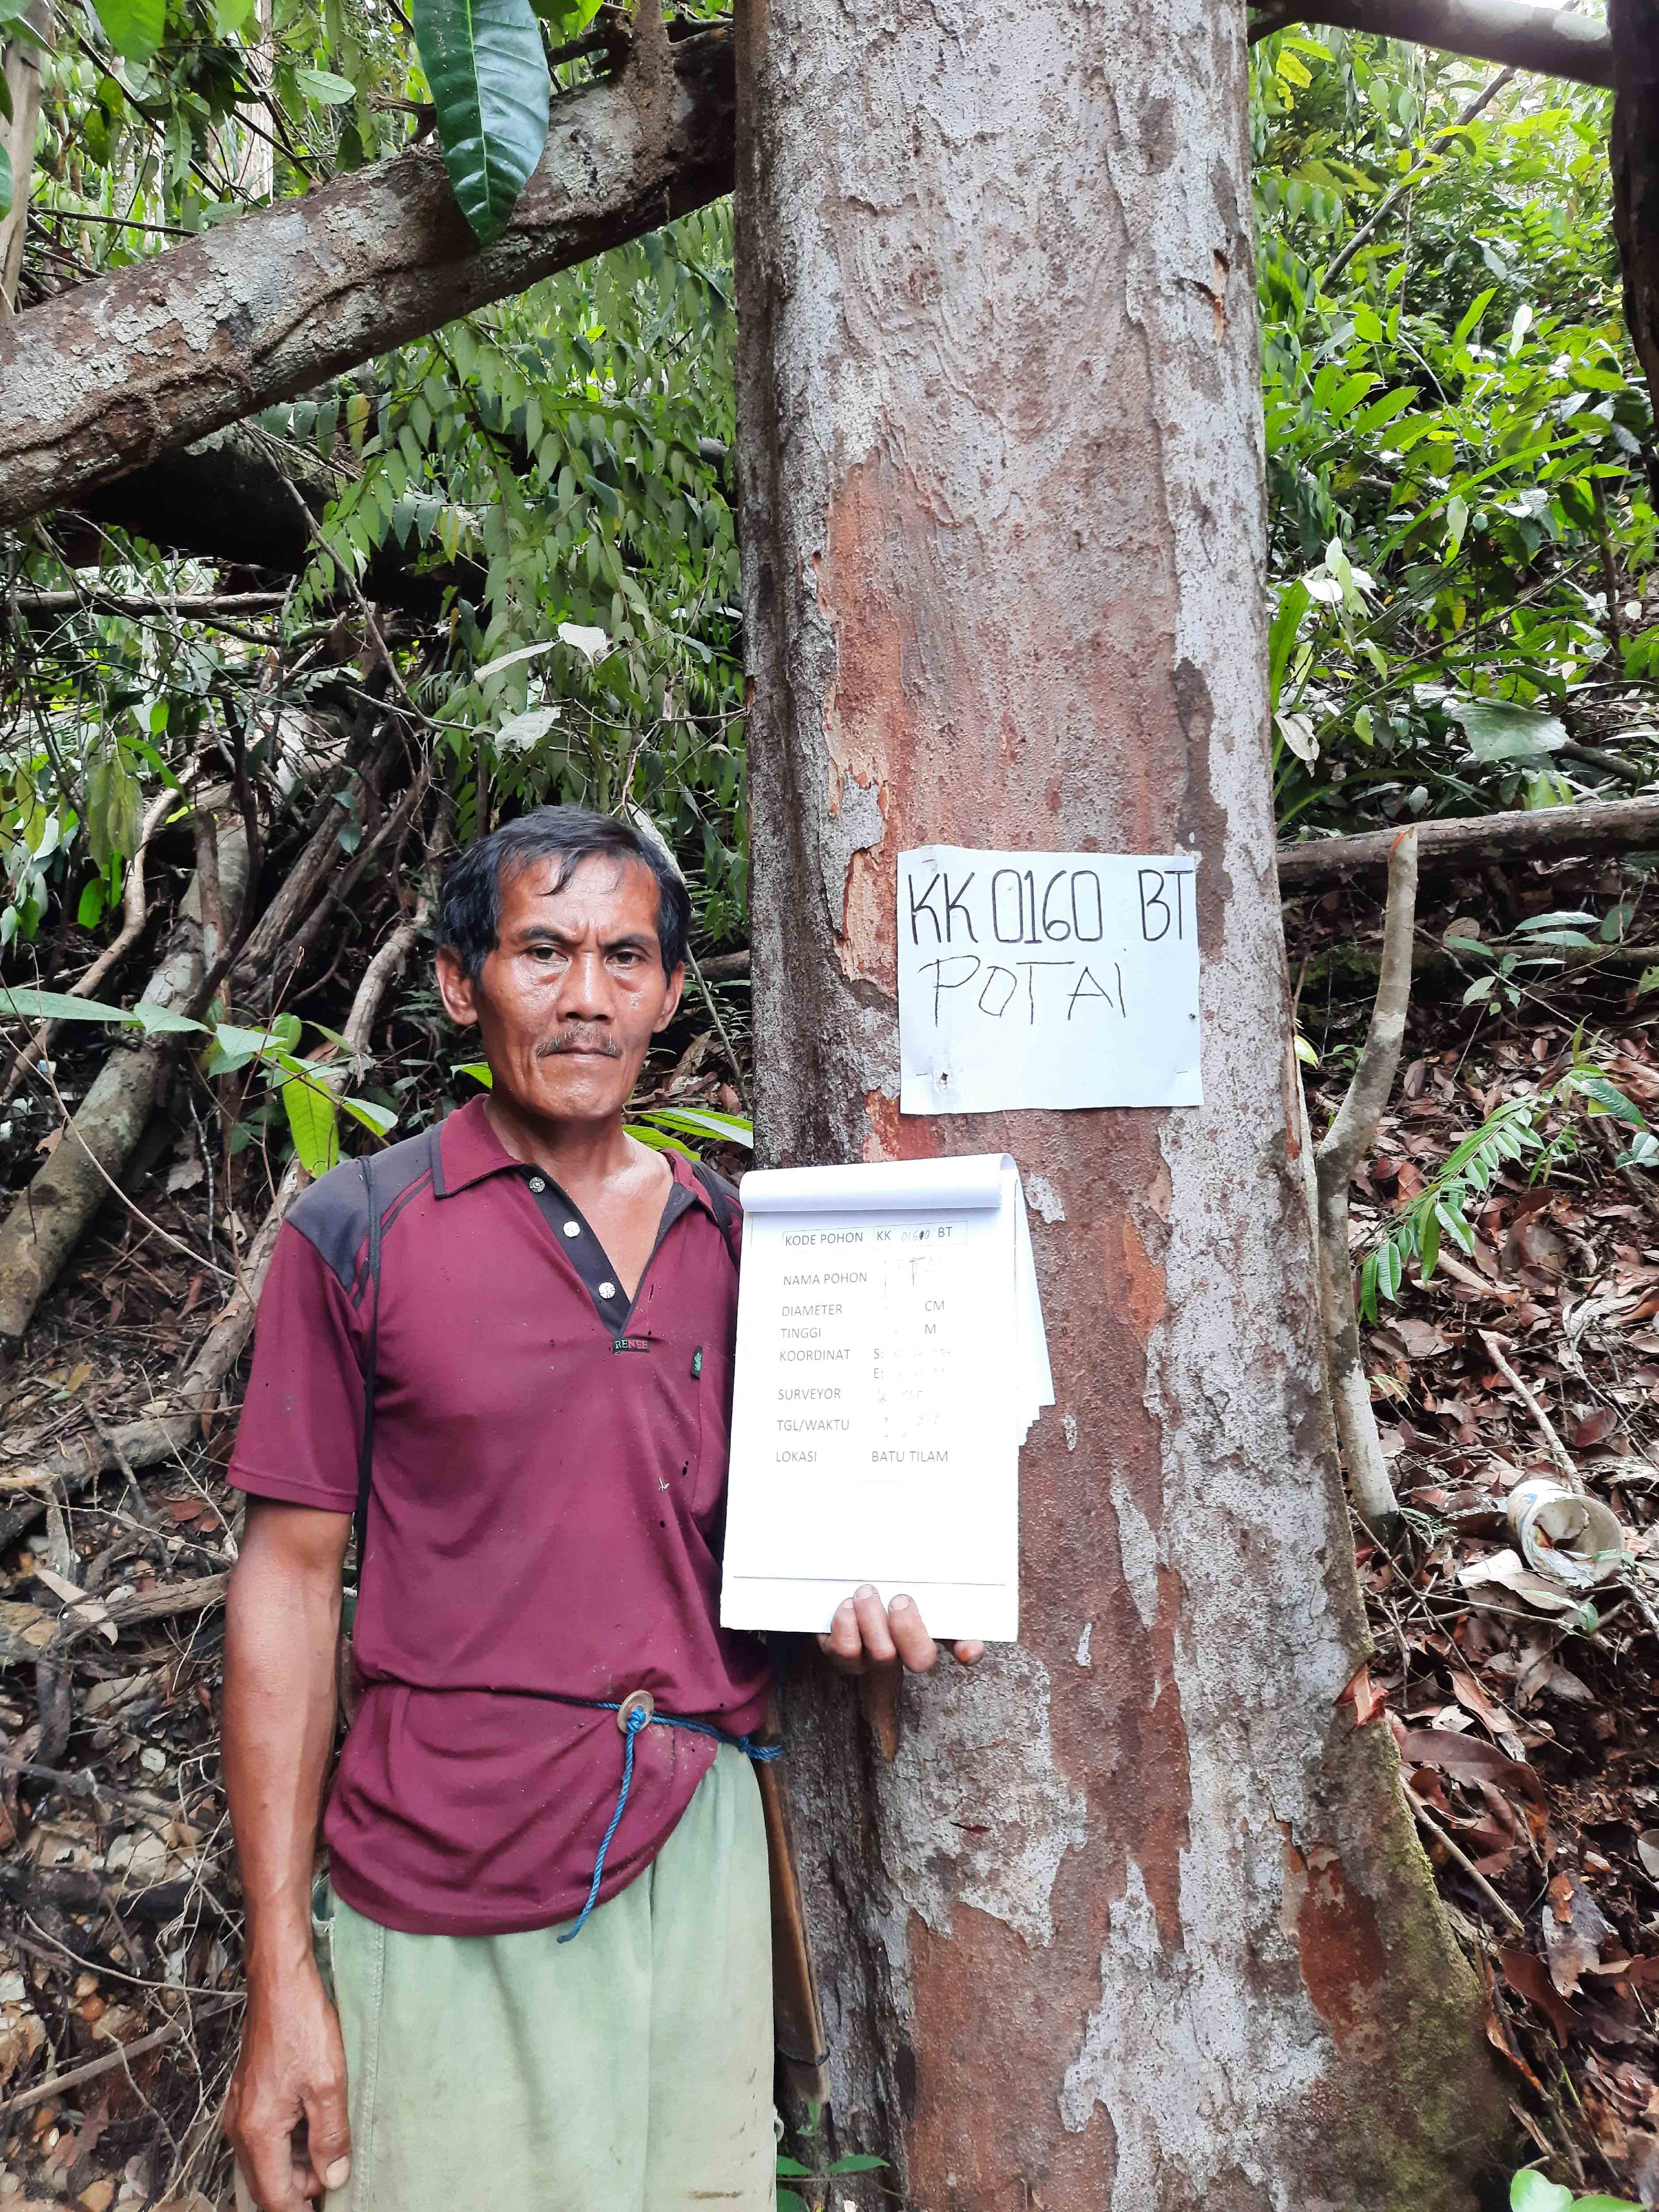 KK 0160 BT
POTAI
KODE POHON KK 0160 BT
NAMA POHON
DIAMETER CM
TINGGI M
KOORDINAT S:
E:
SURVEYOR
TGL/WAKTU
LOKASI BATU TILAM
RENEE